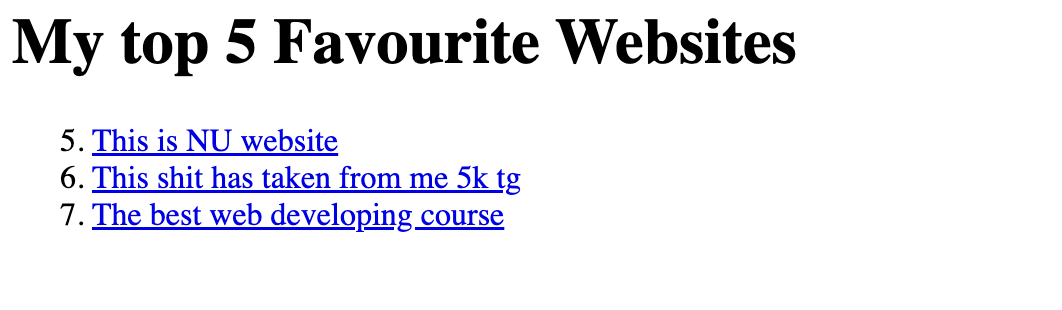 My top 5 Favourite Websites
5. This is NU website
6. This shit has taken from me 5k tg
7. The best web developing course